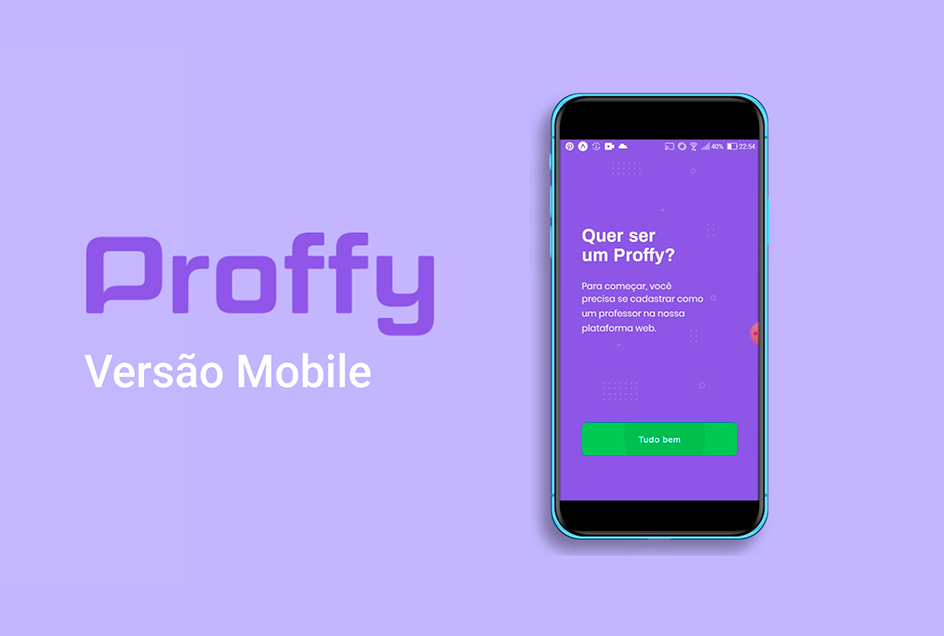 Proffy
Versão Mobile
40% 22:54
Quer ser
um Proffy?
Para começar, você
precisa se cadastrar como
um professor na nossa
plataforma web.
Tudo bem